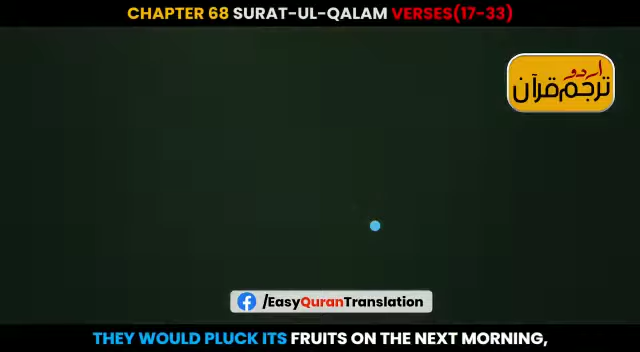 CHAPTER 68 SURAT-UL-QALAM VERSES(17-33)
اردو
ترجمہ قرآن
/EasyQuranTranslation
THEY WOULD PLUCK ITS FRUITS ON THE NEXT MORNING,